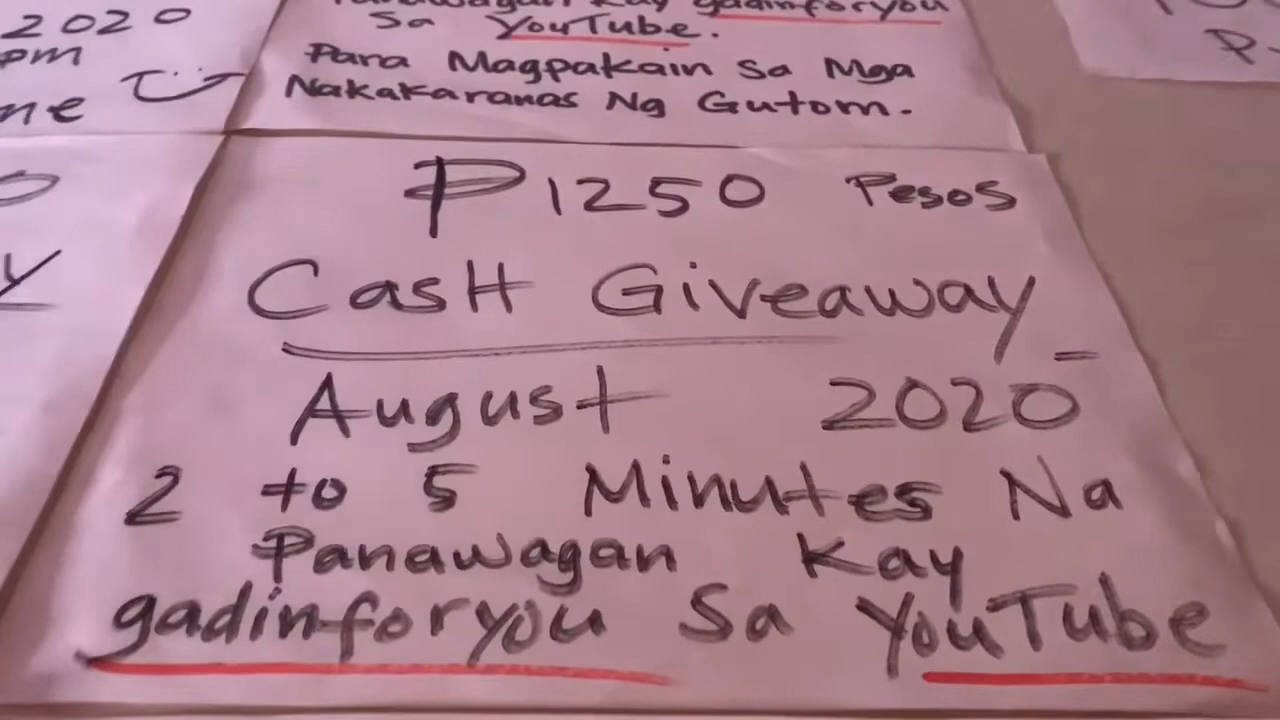 2020
pm
ne
gadinforyou
Sa YouTube.
Para Magpakain Sa Mga
Nakakaranas Ng Gutom.
₱1250 Pesos
Cash Giveaway
August 2020
2 to 5 Minutes Na
Panawagan Kay
gadinforyou Sa YouTube